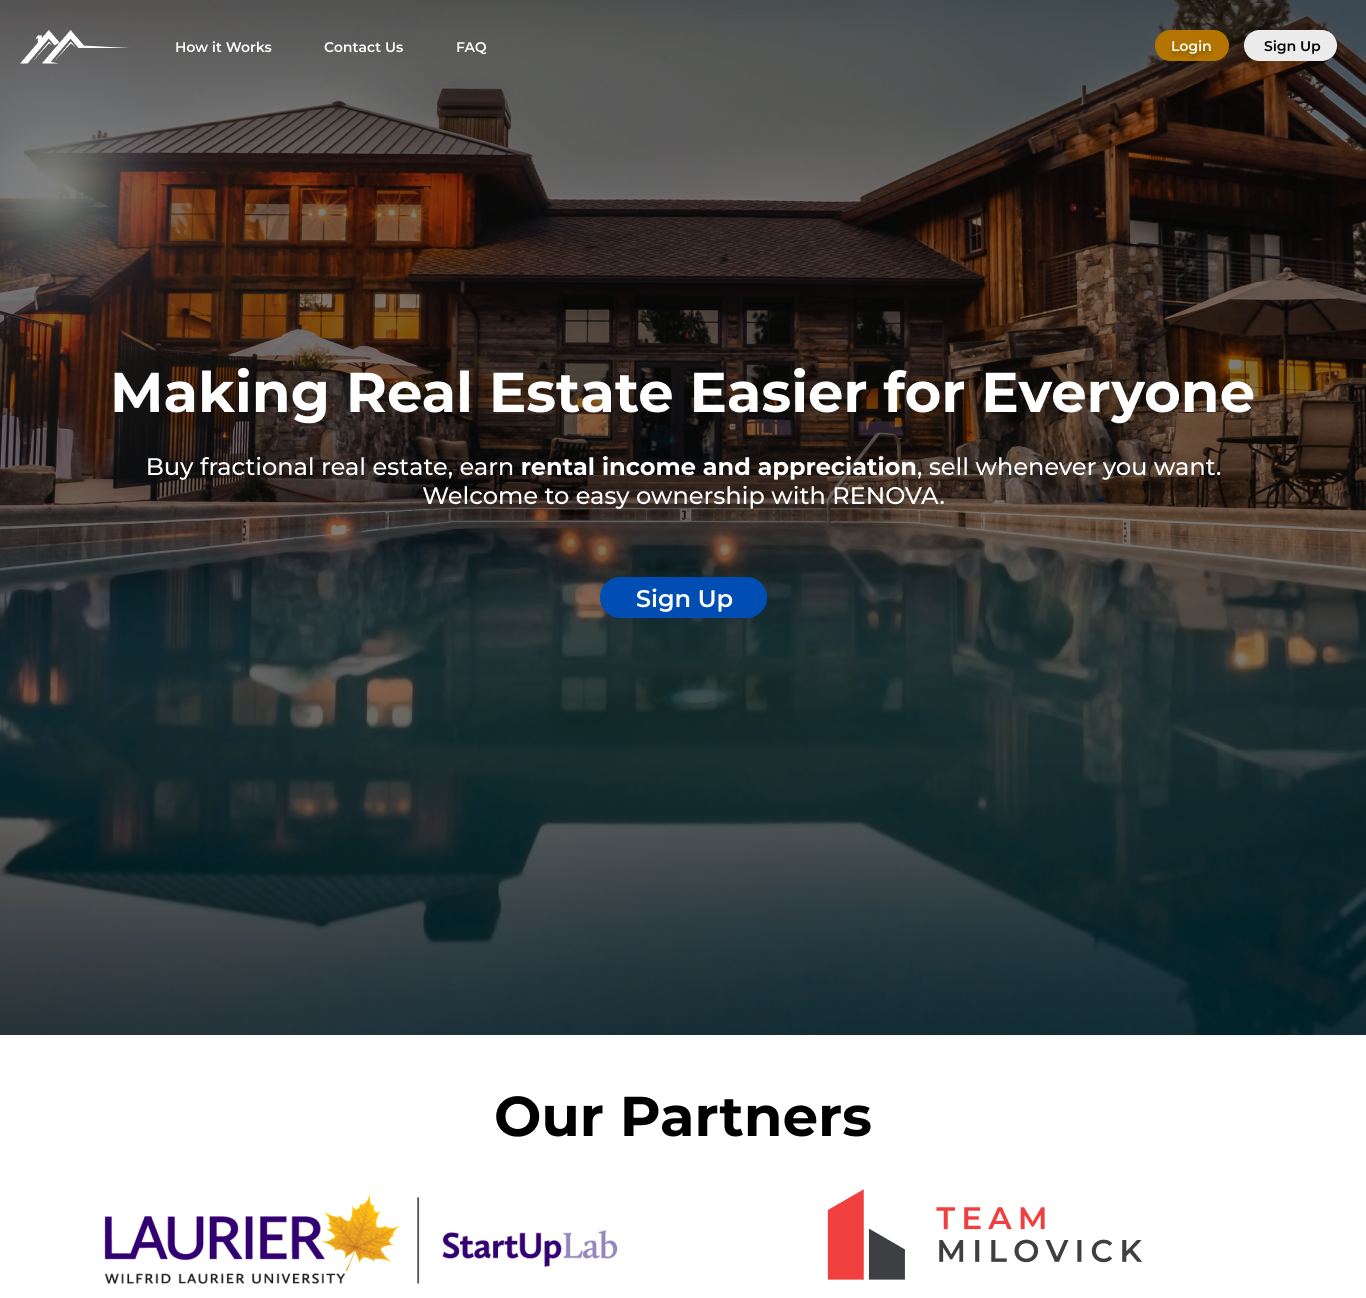 How it Works
Contact Us
FAQ
Login
Sign Up
Making Real Estate Easier for Everyone
Buy fractional real estate, earn rental income and appreciation, sell whenever you want.
Welcome to easy ownership with RENOVA.
Sign Up
Our Partners
LAURIER
WILFRID LAURIER UNIVERSITY
StartUpLab
TEAM
MILOVICK